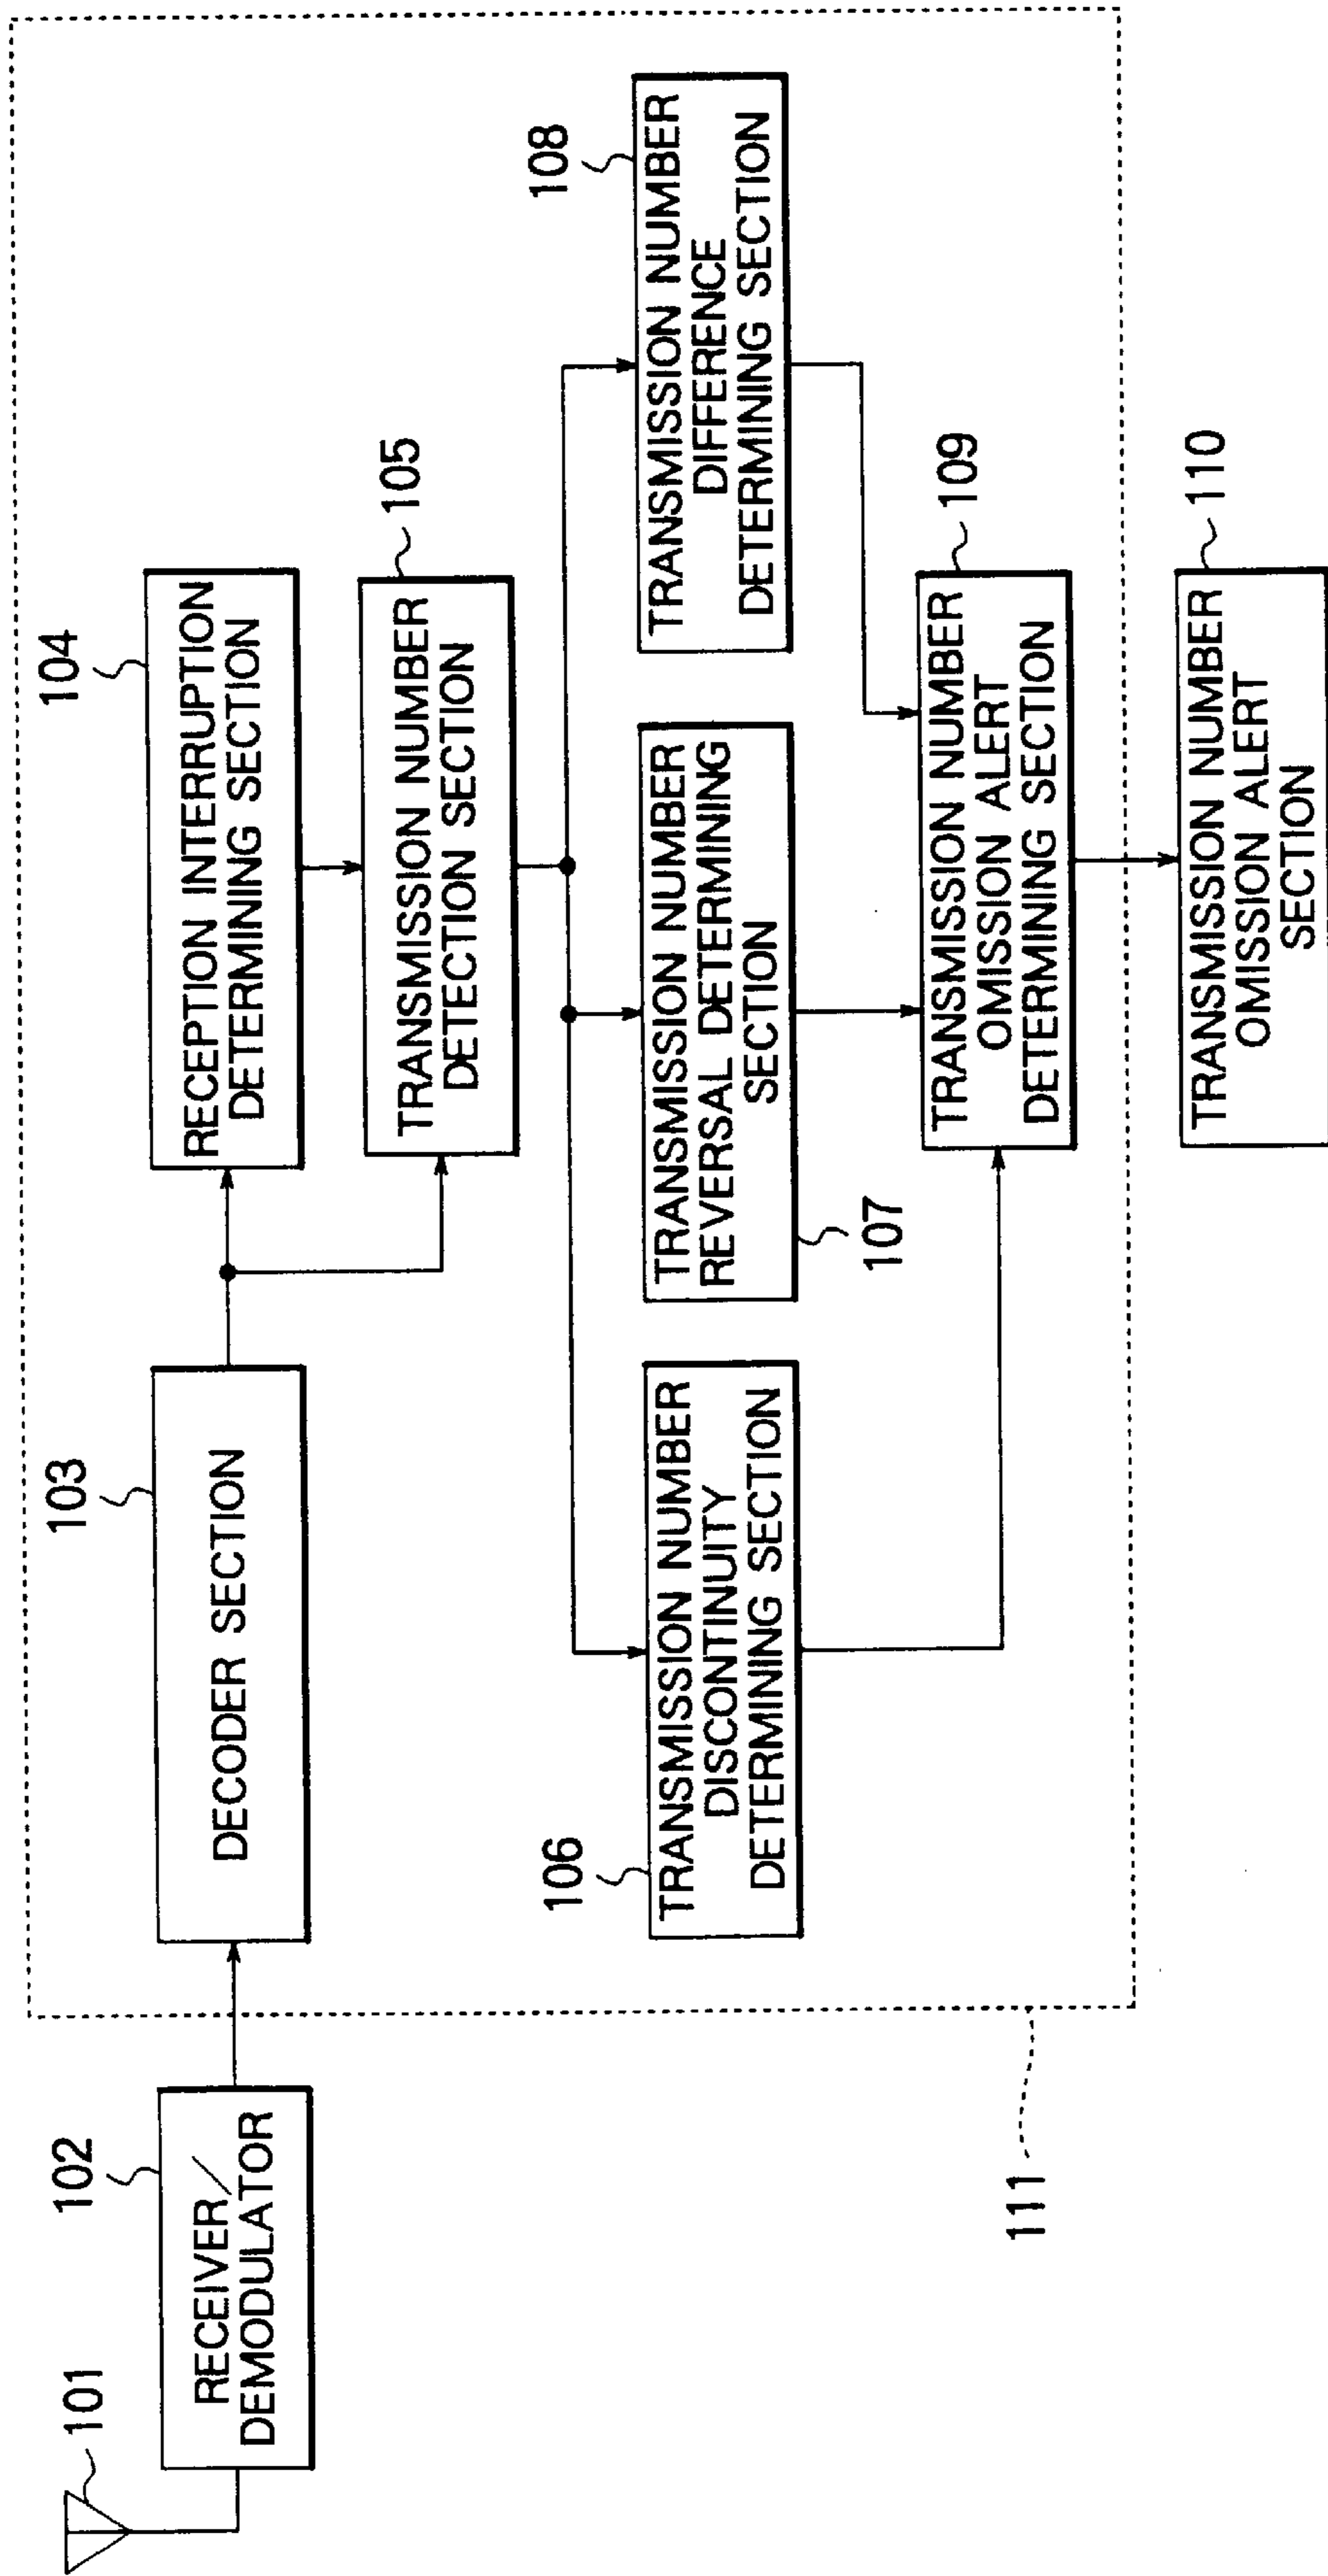 101
102
RECEIVER/
DEMODULATOR
103
DECODER SECTION
104
RECEPTION INTERRUPTION
DETERMINING SECTION
105
TRANSMISSION NUMBER
DETECTION SECTION
106
TRANSMISSION NUMBER
DISCONTINUITY
DETERMINING SECTION
TRANSMISSION NUMBER
REVERSAL DETERMINING
SECTION
107
108
TRANSMISSION NUMBER
DIFFERENCE
DETERMINING SECTION
109
TRANSMISSION NUMBER
OMISSION ALERT
DETERMINING SECTION
111
110
TRANSMISSION NUMBER
OMISSION ALERT
SECTION